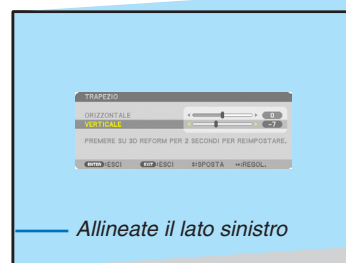 TRAPEZIO
ORIZZONTALE 0
VERTICALE -7
PREMERE SU 3D REFORM PER 2 SECONDI PER REIMPOSTARE.
ENTER :ESCI EXIT :ESCI ↕:SPOSTA ↔:REGOL.
Allineate il lato sinistro